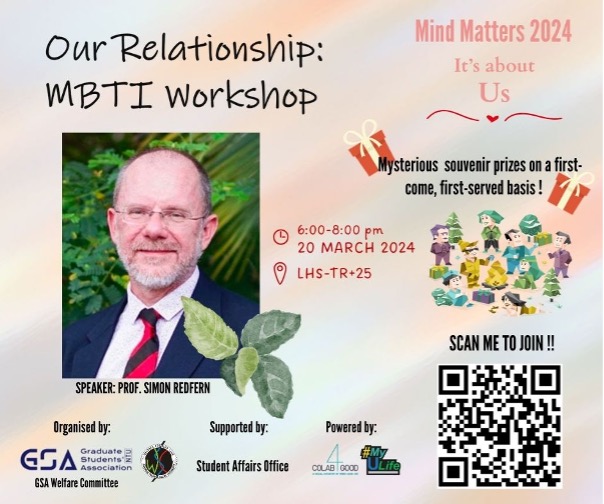 Our Relationship:
MBTI Workshop
Mind Matters 2024
It's about
Us
Mysterious souvenir prizes on a first-
come, first-served basis !
6:00-8:00 pm
20 MARCH 2024
LHS-TR+25
SCAN ME TO JOIN !!
SPEAKER: PROF. SIMON REDFERN
Organised by:
GSA Graduate
Students'
Association
NTU
GSA Welfare Committee
Supported by:
Student Affairs Office
Powered by:
COLAB 4 GOOD
#My
ULife